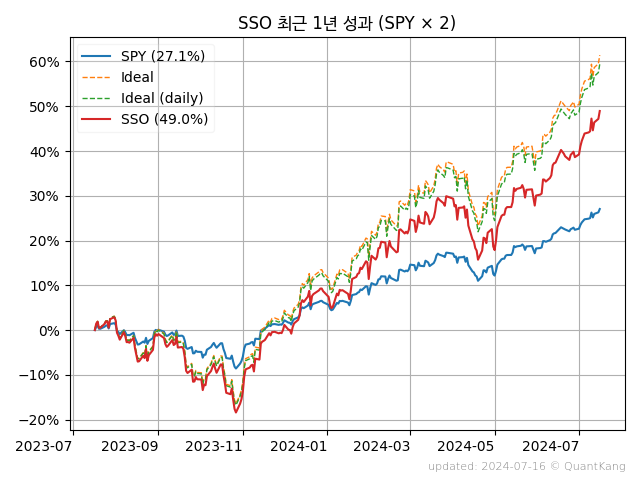 SSO 최근 1년 성과 (SPY × 2)
SPY (27.1%)
Ideal
Ideal (daily)
SSO (49.0%)
60%
50%
40%
30%
20%
10%
0%
−10%
−20%
2023-07 2023-09 2023-11 2024-01 2024-03 2024-05 2024-07
updated: 2024-07-16 © QuantKang